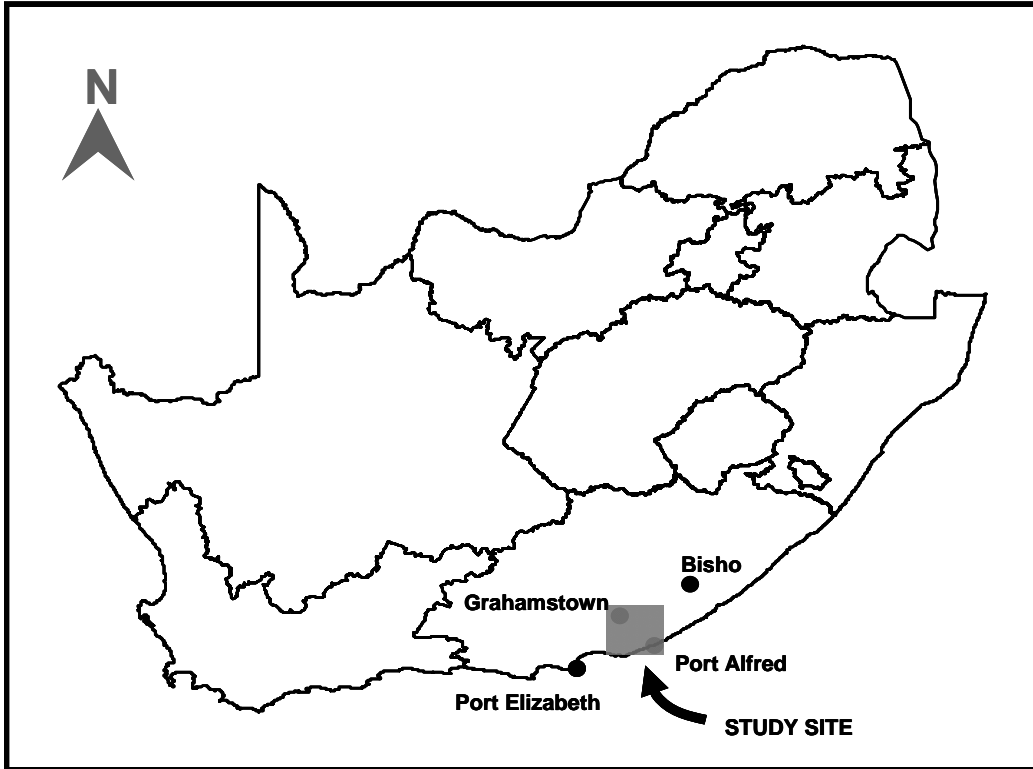 N
Bisho
Grahamstown
Port Alfred
Port Elizabeth
STUDY SITE